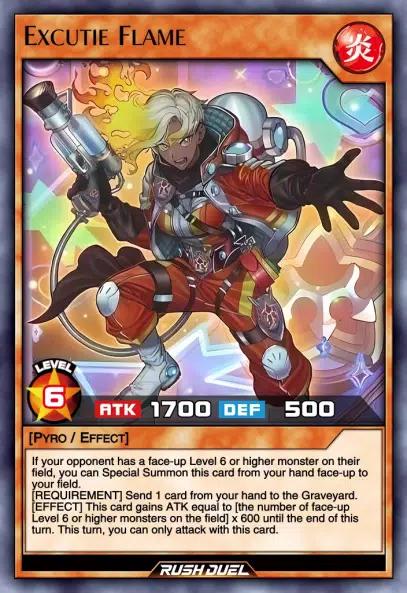 EXCUTIE FLAME
炎
LEVEL
6
ATK 1700 DEF 500
[PYRO / EFFECT]
If your opponent has a face-up Level 6 or higher monster on their
field, you can Special Summon this card from your hand face-up to
your field.
[REQUIREMENT] Send 1 card from your hand to the Graveyard.
[EFFECT] This card gains ATK equal to [the number of face-up
Level 6 or higher monsters on the field] x 600 until the end of this
turn. This turn, you can only attack with this card.
RUSH DUEL